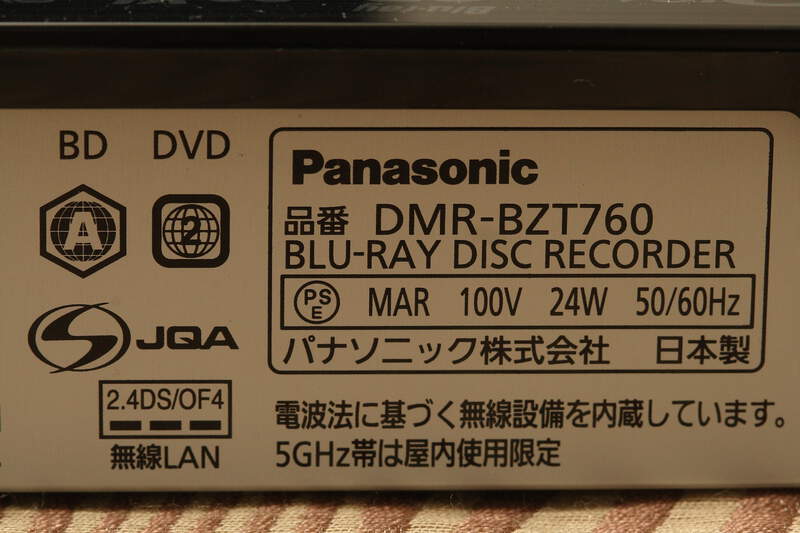 BD DVD
A 2
JQA
2.4DS/OF4
無線LAN
Panasonic
品番 DMR-BZT760
BLU-RAY DISC RECORDER
PSE MAR 100V 24W 50/60Hz
パナソニック株式会社 日本製
電波法に基づく無線設備を内蔵しています。
5GHz帯は屋内使用限定